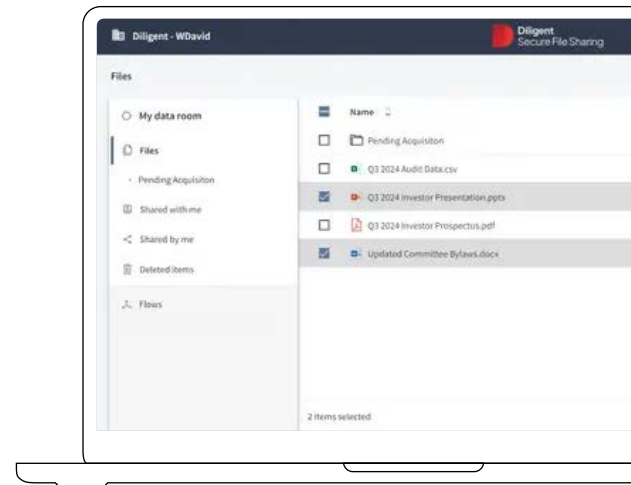 Diligent - WDavid
Diligent
Secure File Sharing
Files
My data room
Files
Pending Acquisiton
Shared with me
Shared by me
Deleted items
Flows
Name
Pending Acquisiton
Q3 2024 Audit Data.csv
Q3 2024 Investor Presentation.pptx
Q3 2024 Investor Prospectus.pdf
Updated Committee Bylaws.docx
2 items selected